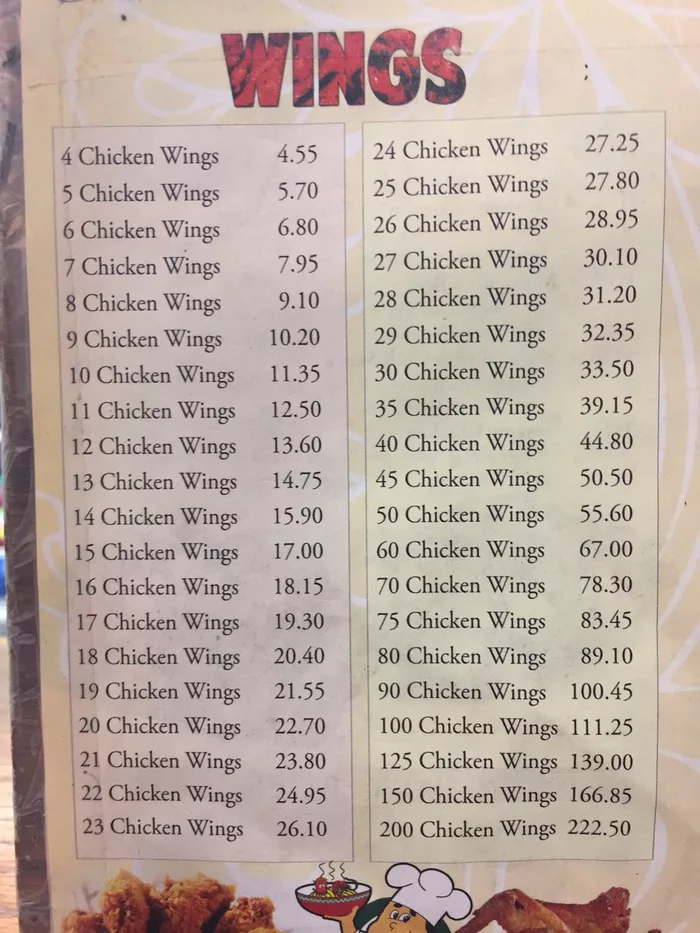 WINGS
4 Chicken Wings 4.55
5 Chicken Wings 5.70
6 Chicken Wings 6.80
7 Chicken Wings 7.95
8 Chicken Wings 9.10
9 Chicken Wings 10.20
10 Chicken Wings 11.35
11 Chicken Wings 12.50
12 Chicken Wings 13.60
13 Chicken Wings 14.75
14 Chicken Wings 15.90
15 Chicken Wings 17.00
16 Chicken Wings 18.15
17 Chicken Wings 19.30
18 Chicken Wings 20.40
19 Chicken Wings 21.55
20 Chicken Wings 22.70
21 Chicken Wings 23.80
22 Chicken Wings 24.95
23 Chicken Wings 26.10
24 Chicken Wings 27.25
25 Chicken Wings 27.80
26 Chicken Wings 28.95
27 Chicken Wings 30.10
28 Chicken Wings 31.20
29 Chicken Wings 32.35
30 Chicken Wings 33.50
35 Chicken Wings 39.15
40 Chicken Wings 44.80
45 Chicken Wings 50.50
50 Chicken Wings 55.60
60 Chicken Wings 67.00
70 Chicken Wings 78.30
75 Chicken Wings 83.45
80 Chicken Wings 89.10
90 Chicken Wings 100.45
100 Chicken Wings 111.25
125 Chicken Wings 139.00
150 Chicken Wings 166.85
200 Chicken Wings 222.50